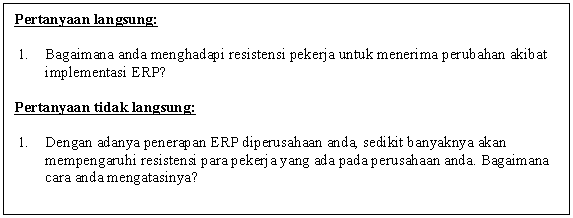 Pertanyaan langsung:
1. Bagaimana anda menghadapi resistensi pekerja untuk menerima perubahan akibat
implementasi ERP?
Pertanyaan tidak langsung:
1. Dengan adanya penerapan ERP diperusahaan anda, sedikit banyaknya akan
mempengaruhi resistensi para pekerja yang ada pada perusahaan anda. Bagaimana
cara anda mengatasinya?